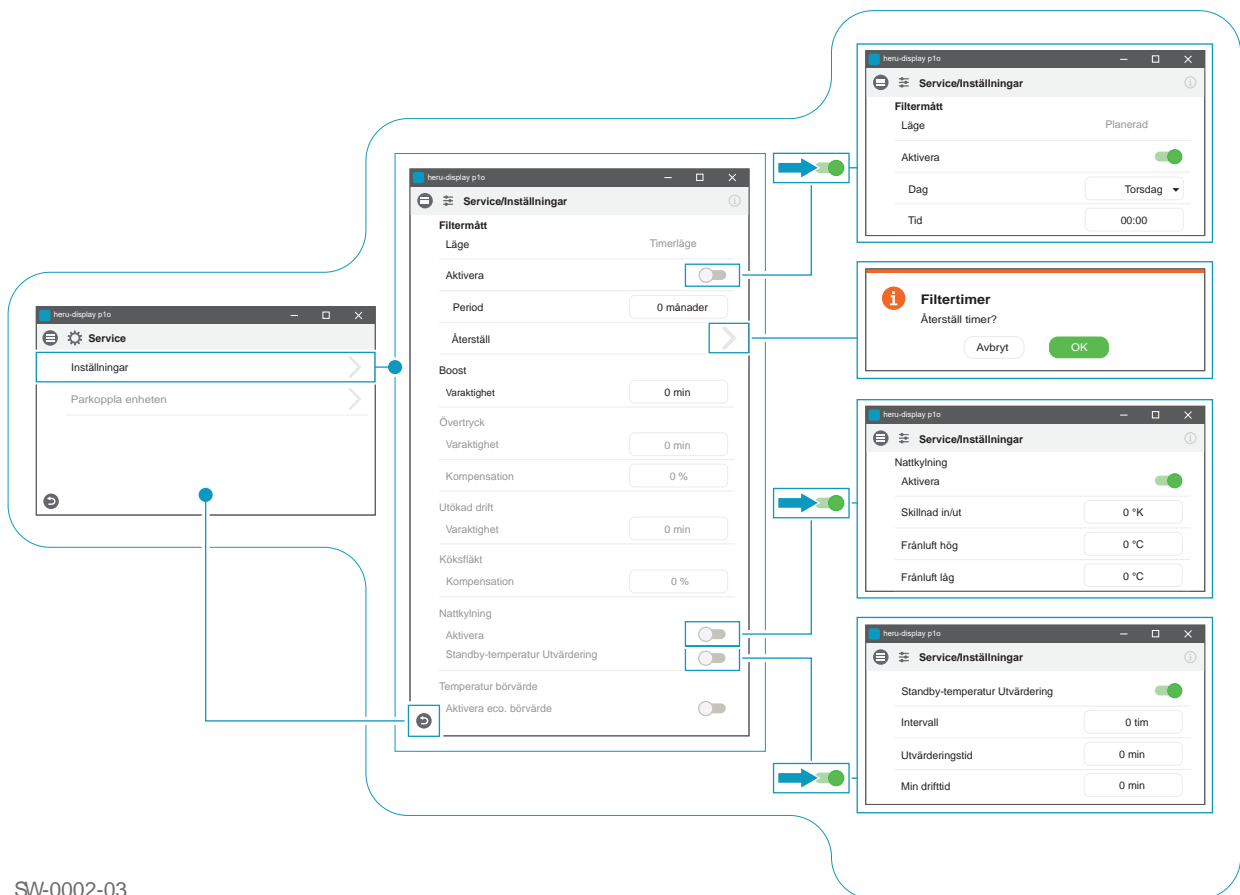 heru-display p1o
Service
Inställningar
Parkoppla enheten
heru-display p1o
Service/Inställningar
Filtermått
Läge Timerläge
Aktivera
Period 0 månader
Återställ
Boost
Varaktighet 0 min
Övertryck
Varaktighet 0 min
Kompensation 0 %
Utökad drift
Varaktighet 0 min
Köksfläkt
Kompensation 0 %
Nattkylning
Aktivera
Standby-temperatur Utvärdering
Temperatur börvärde
Aktivera eco. börvärde
heru-display p1o
Service/Inställningar
Filtermått
Läge Planerad
Aktivera
Dag Torsdag
Tid 00:00
Filtertimer
Återställ timer?
Avbryt OK
heru-display p1o
Service/Inställningar
Nattkylning
Aktivera
Skillnad in/ut 0 °K
Frånluft hög 0 °C
Frånluft låg 0 °C
heru-display p1o
Service/Inställningar
Standby-temperatur Utvärdering
Intervall 0 tim
Utvärderingstid 0 min
Min drifttid 0 min
SW-0002-03